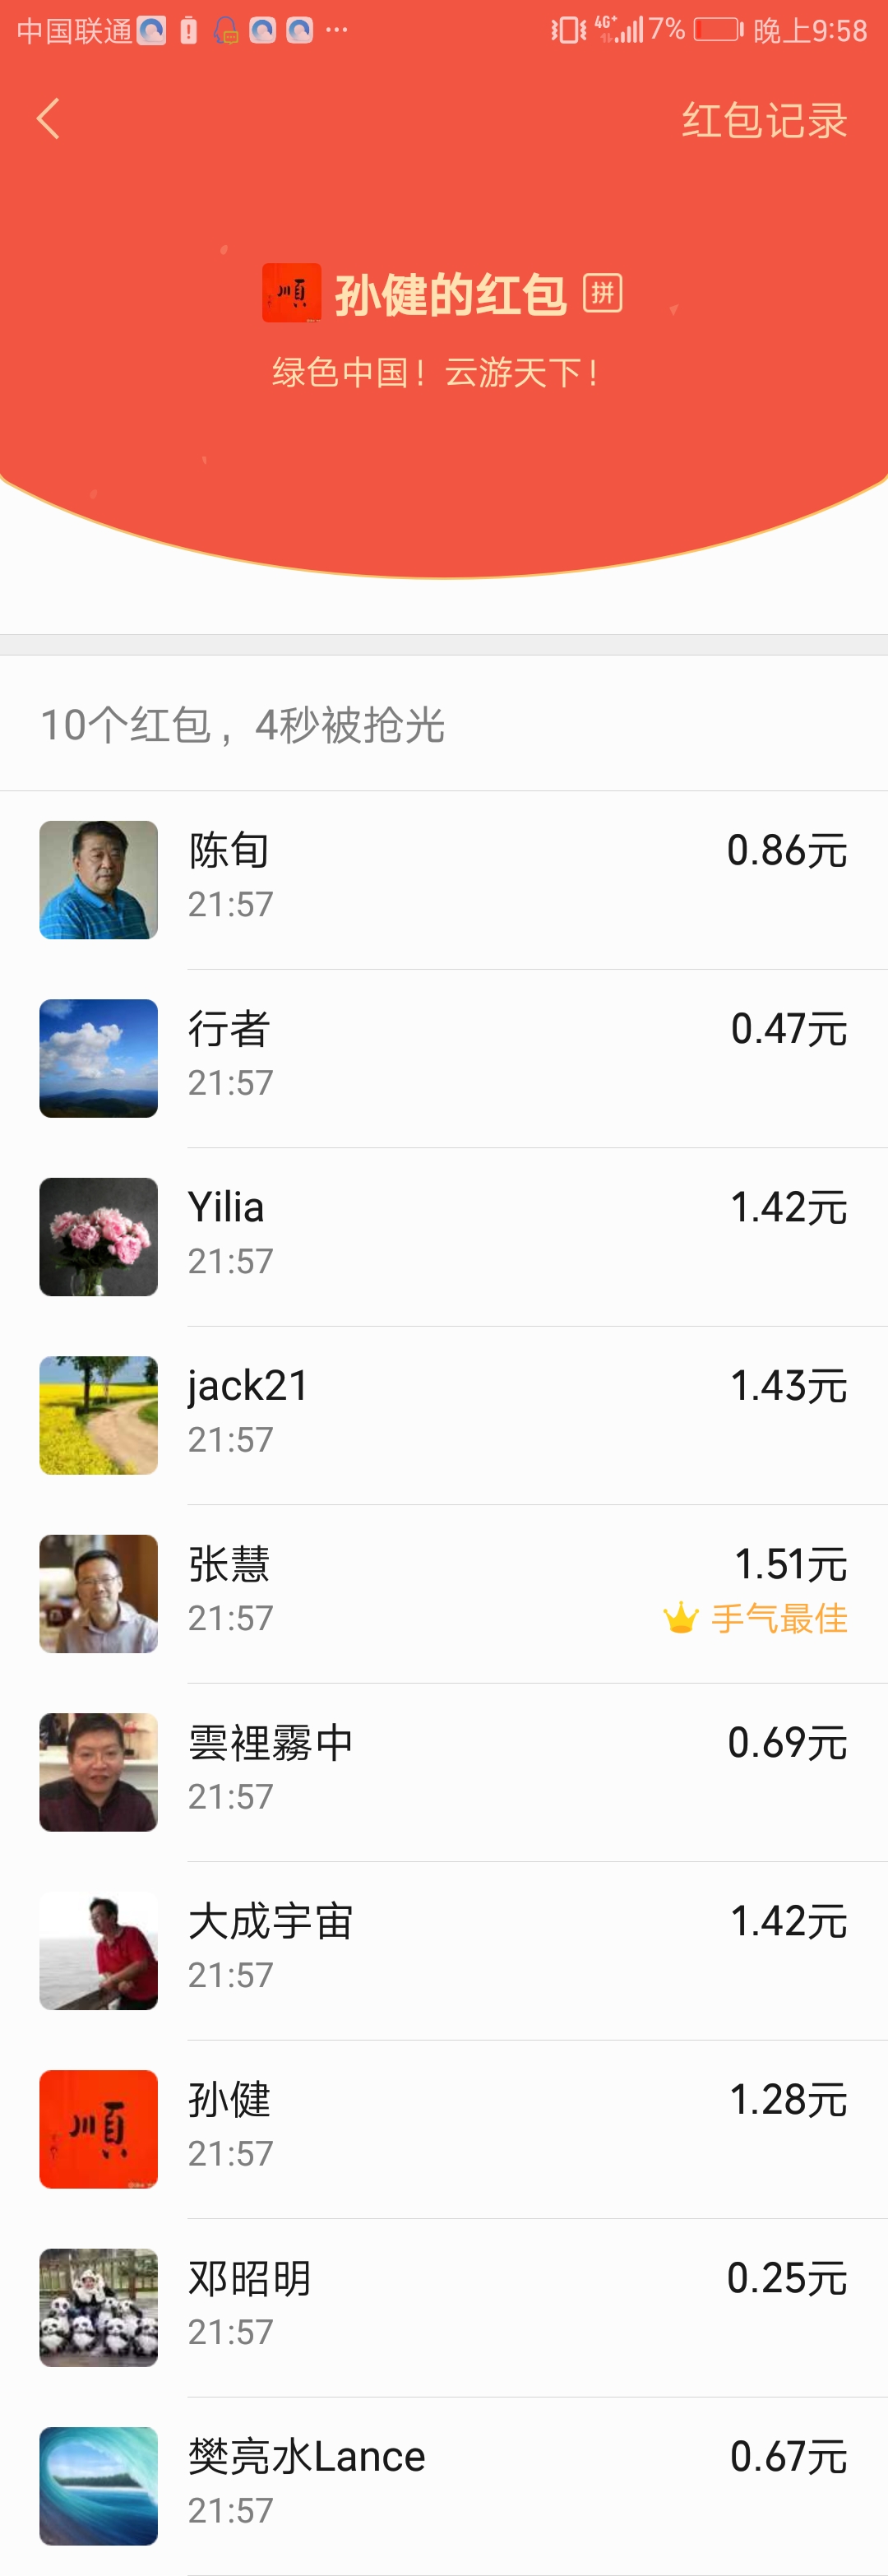 中国联通 4G+ 7% 晚上9:58
红包记录
順 孙健的红包 拼
绿色中国！云游天下！
10个红包，4秒被抢光
陈旬 0.86元
21:57
行者 0.47元
21:57
Yilia 1.42元
21:57
jack21 1.43元
21:57
张慧 1.51元
21:57 手气最佳
雲裡霧中 0.69元
21:57
大成宇宙 1.42元
21:57
孙健 1.28元
順
21:57
邓昭明 0.25元
21:57
樊亮水Lance 0.67元
21:57